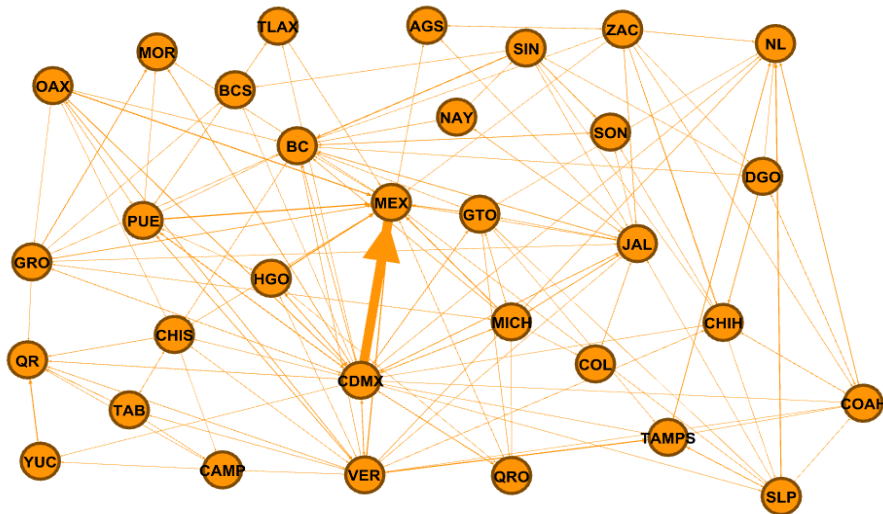 TLAX
AGS
ZAC
MOR
SIN
NL
OAX
BCS
NAY
SON
BC
DGO
MEX
PUE
GTO
JAL
GRO
HGO
CHIS
MICH
CHIH
QR
COL
CDMX
TAB
COAH
TAMPS
YUC
CAMP
VER
QRO
SLP